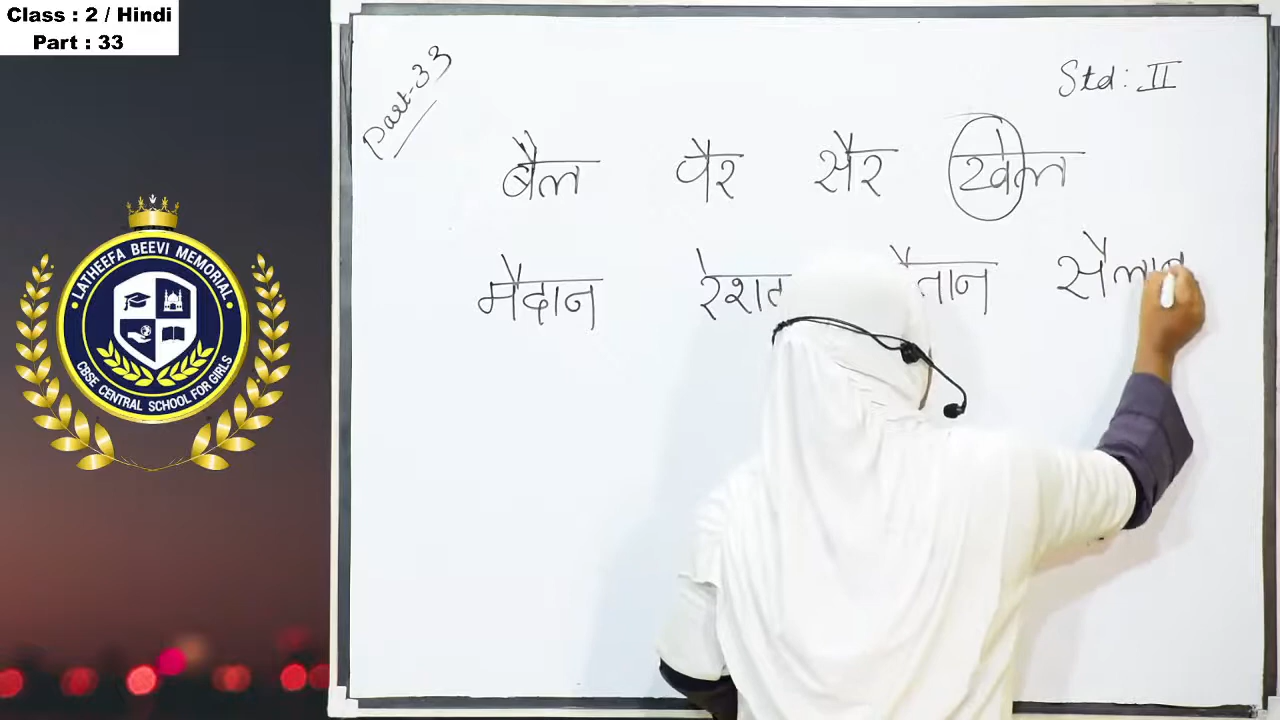 Class : 2 / Hindi
Part : 33
Part-33
Std: II
बैल पैर सैर खेल
मैदान
LATHEEFA BEEVI MEMORIAL
CBSE CENTRAL SCHOOL FOR GIRLS